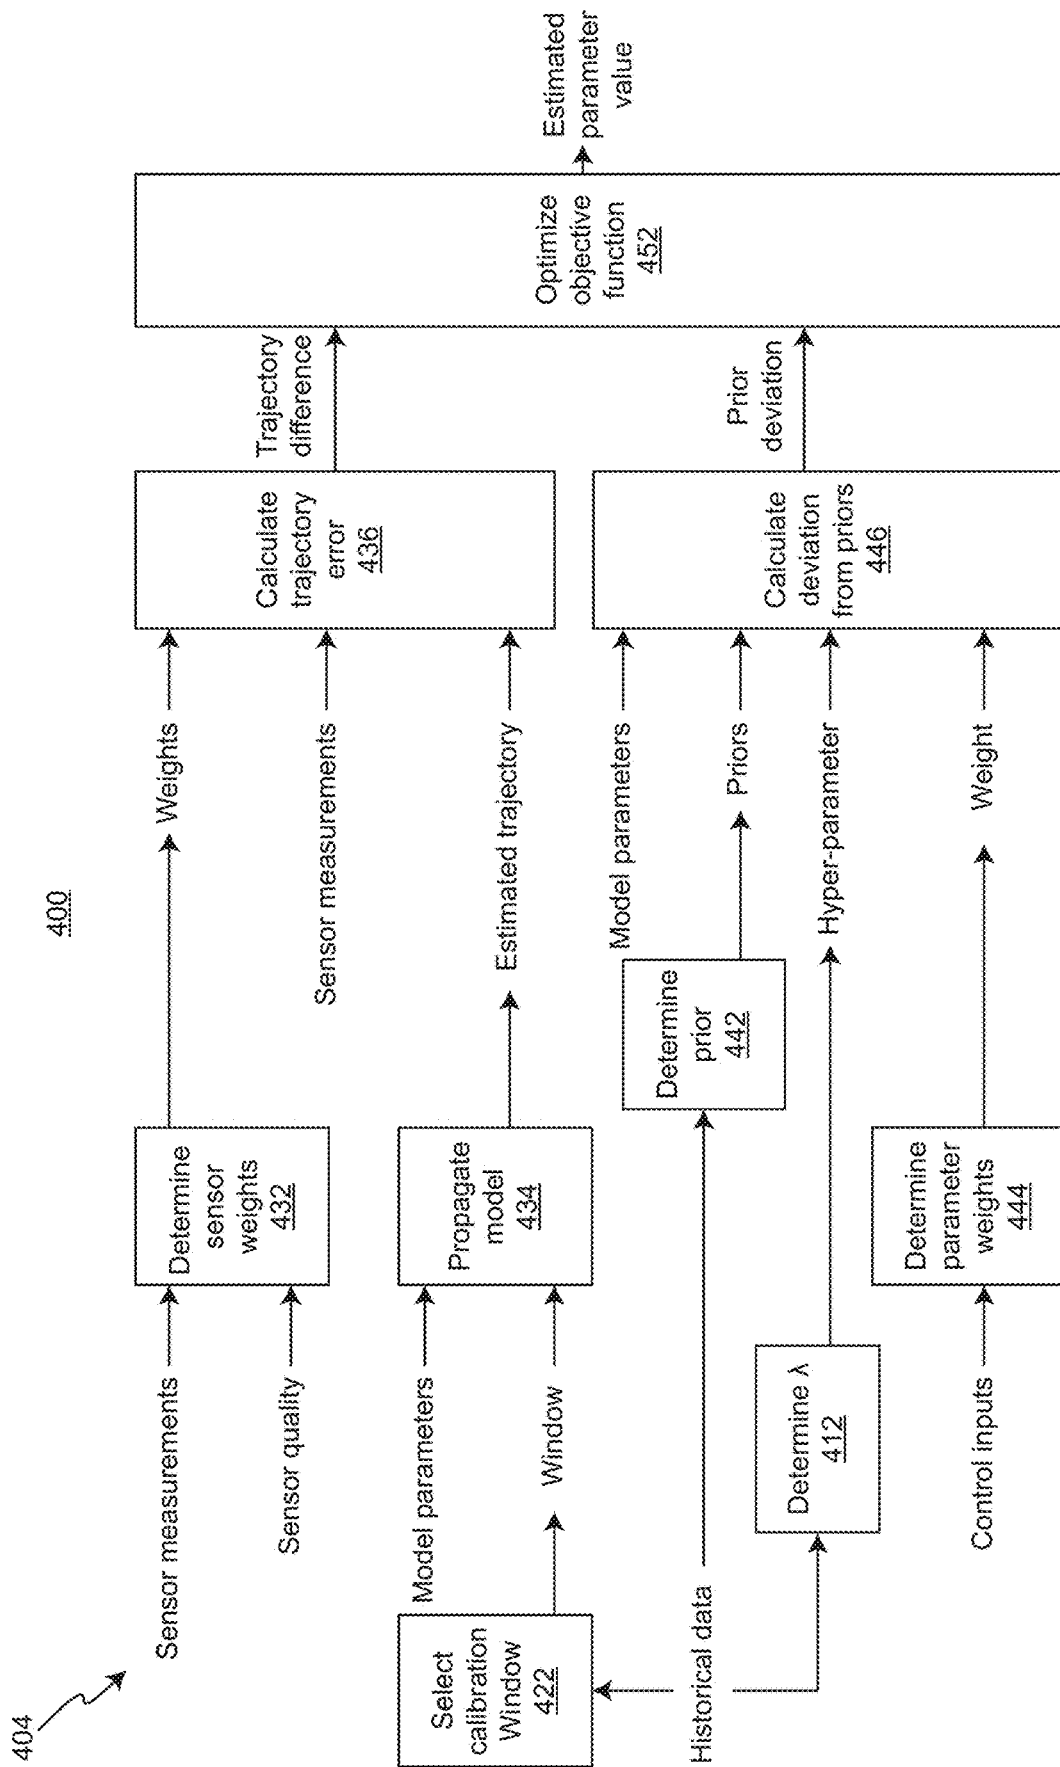 400
404
Sensor measurements
Sensor quality
Determine
sensor
weights
432
Weights
Sensor measurements
Calculate
trajectory
error
436
Trajectory
difference
Select
calibration
Window
422
Model parameters
Window
Propagate
model
434
Estimated trajectory
Historical data
Determine
prior
442
Model parameters
Priors
Determine λ
412
Hyper-parameter
Control inputs
Determine
parameter
weights
444
Weight
Calculate
deviation
from priors
446
Prior
deviation
Optimize
objective
function
452
Estimated
parameter
value